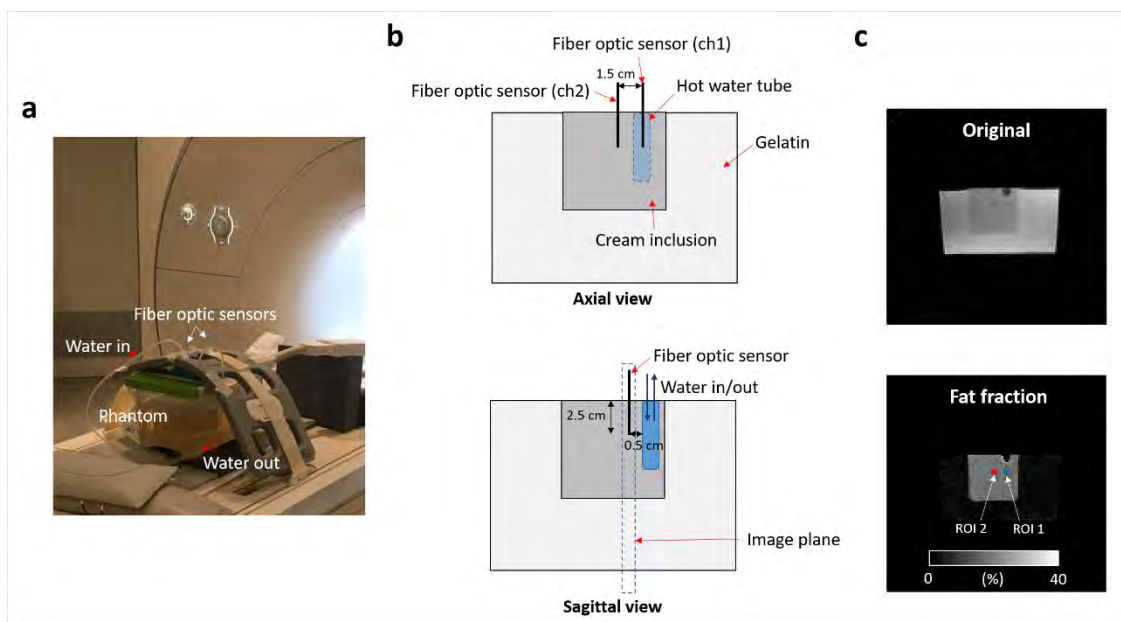 a
Fiber optic sensors
Water in
Phantom
Water out
b
Fiber optic sensor (ch1)
1.5 cm
Fiber optic sensor (ch2)
Hot water tube
Gelatin
Cream inclusion
Axial view
Fiber optic sensor
Water in/out
2.5 cm
0.5 cm
Image plane
Sagittal view
c
Original
Fat fraction
ROI 2
ROI 1
0
(%)
40